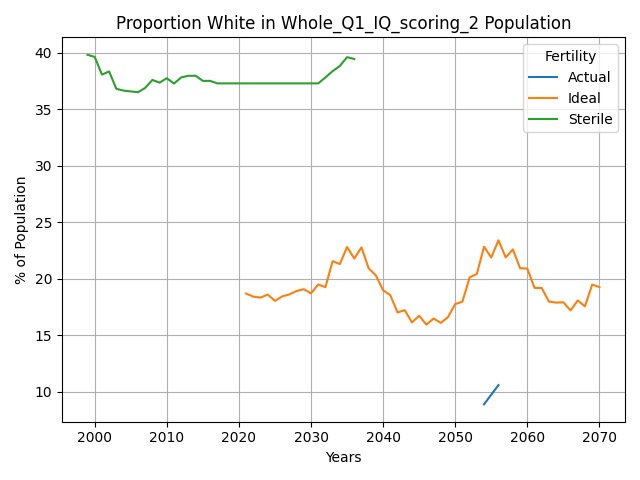 Proportion White in Whole_Q1_IQ_scoring_2 Population
Fertility
Actual
Ideal
Sterile
% of Population
40
35
30
25
20
15
10
2000 2010 2020 2030 2040 2050 2060 2070
Years